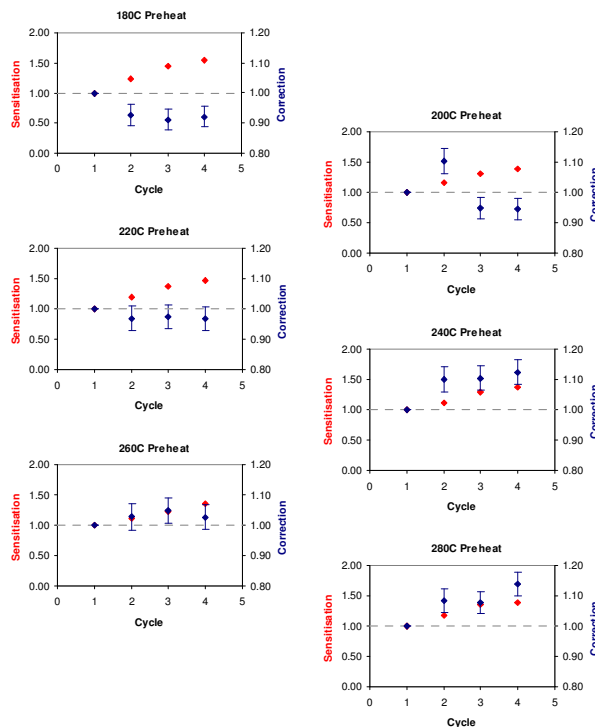 180C Preheat
2.00 1.20
1.50 1.10
1.00 1.00
0.50 0.90
0.00 0.80
0 1 2 3 4 5
Cycle
Sensitisation
Correction
200C Preheat
2.00 1.20
1.50 1.10
1.00 1.00
0.50 0.90
0.00 0.80
0 1 2 3 4 5
Cycle
Sensitisation
Correction
220C Preheat
2.00 1.20
1.50 1.10
1.00 1.00
0.50 0.90
0.00 0.80
0 1 2 3 4 5
Cycle
Sensitisation
Correction
240C Preheat
2.00 1.20
1.50 1.10
1.00 1.00
0.50 0.90
0.00 0.80
0 1 2 3 4 5
Cycle
Sensitisation
Correction
260C Preheat
2.00 1.20
1.50 1.10
1.00 1.00
0.50 0.90
0.00 0.80
0 1 2 3 4 5
Cycle
Sensitisation
Correction
280C Preheat
2.00 1.20
1.50 1.10
1.00 1.00
0.50 0.90
0.00 0.80
0 1 2 3 4 5
Cycle
Sensitisation
Correction